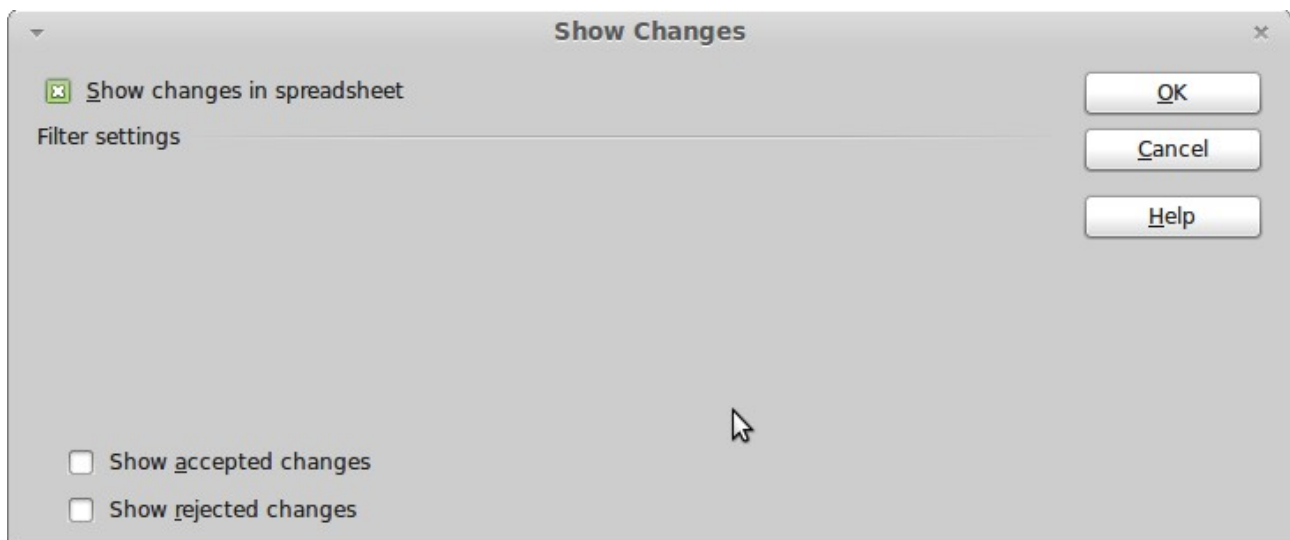 Show Changes
Show changes in spreadsheet
OK
Filter settings
Cancel
Help
Show accepted changes
Show rejected changes